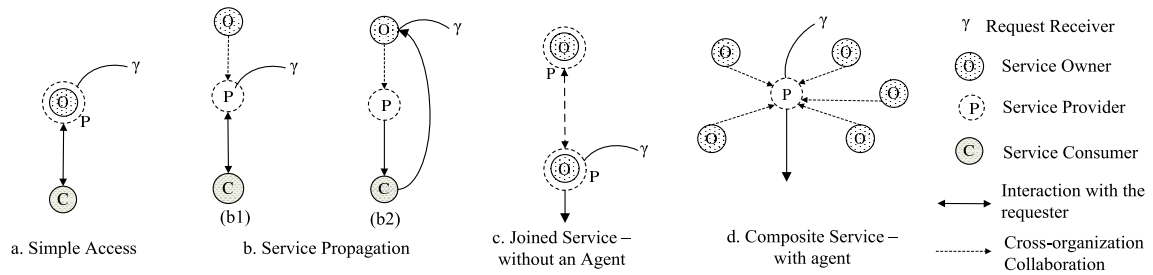 γ
O
P
C
a. Simple Access
O
P
γ
C
(b1)
O
γ
P
C
(b2)
b. Service Propagation
O
P
O
P
γ
c. Joined Service –
without an Agent
γ
O
O
P
O
O
O
d. Composite Service –
with agent
γ Request Receiver
O Service Owner
P Service Provider
C Service Consumer
Interaction with the
requester
Cross-organization
Collaboration